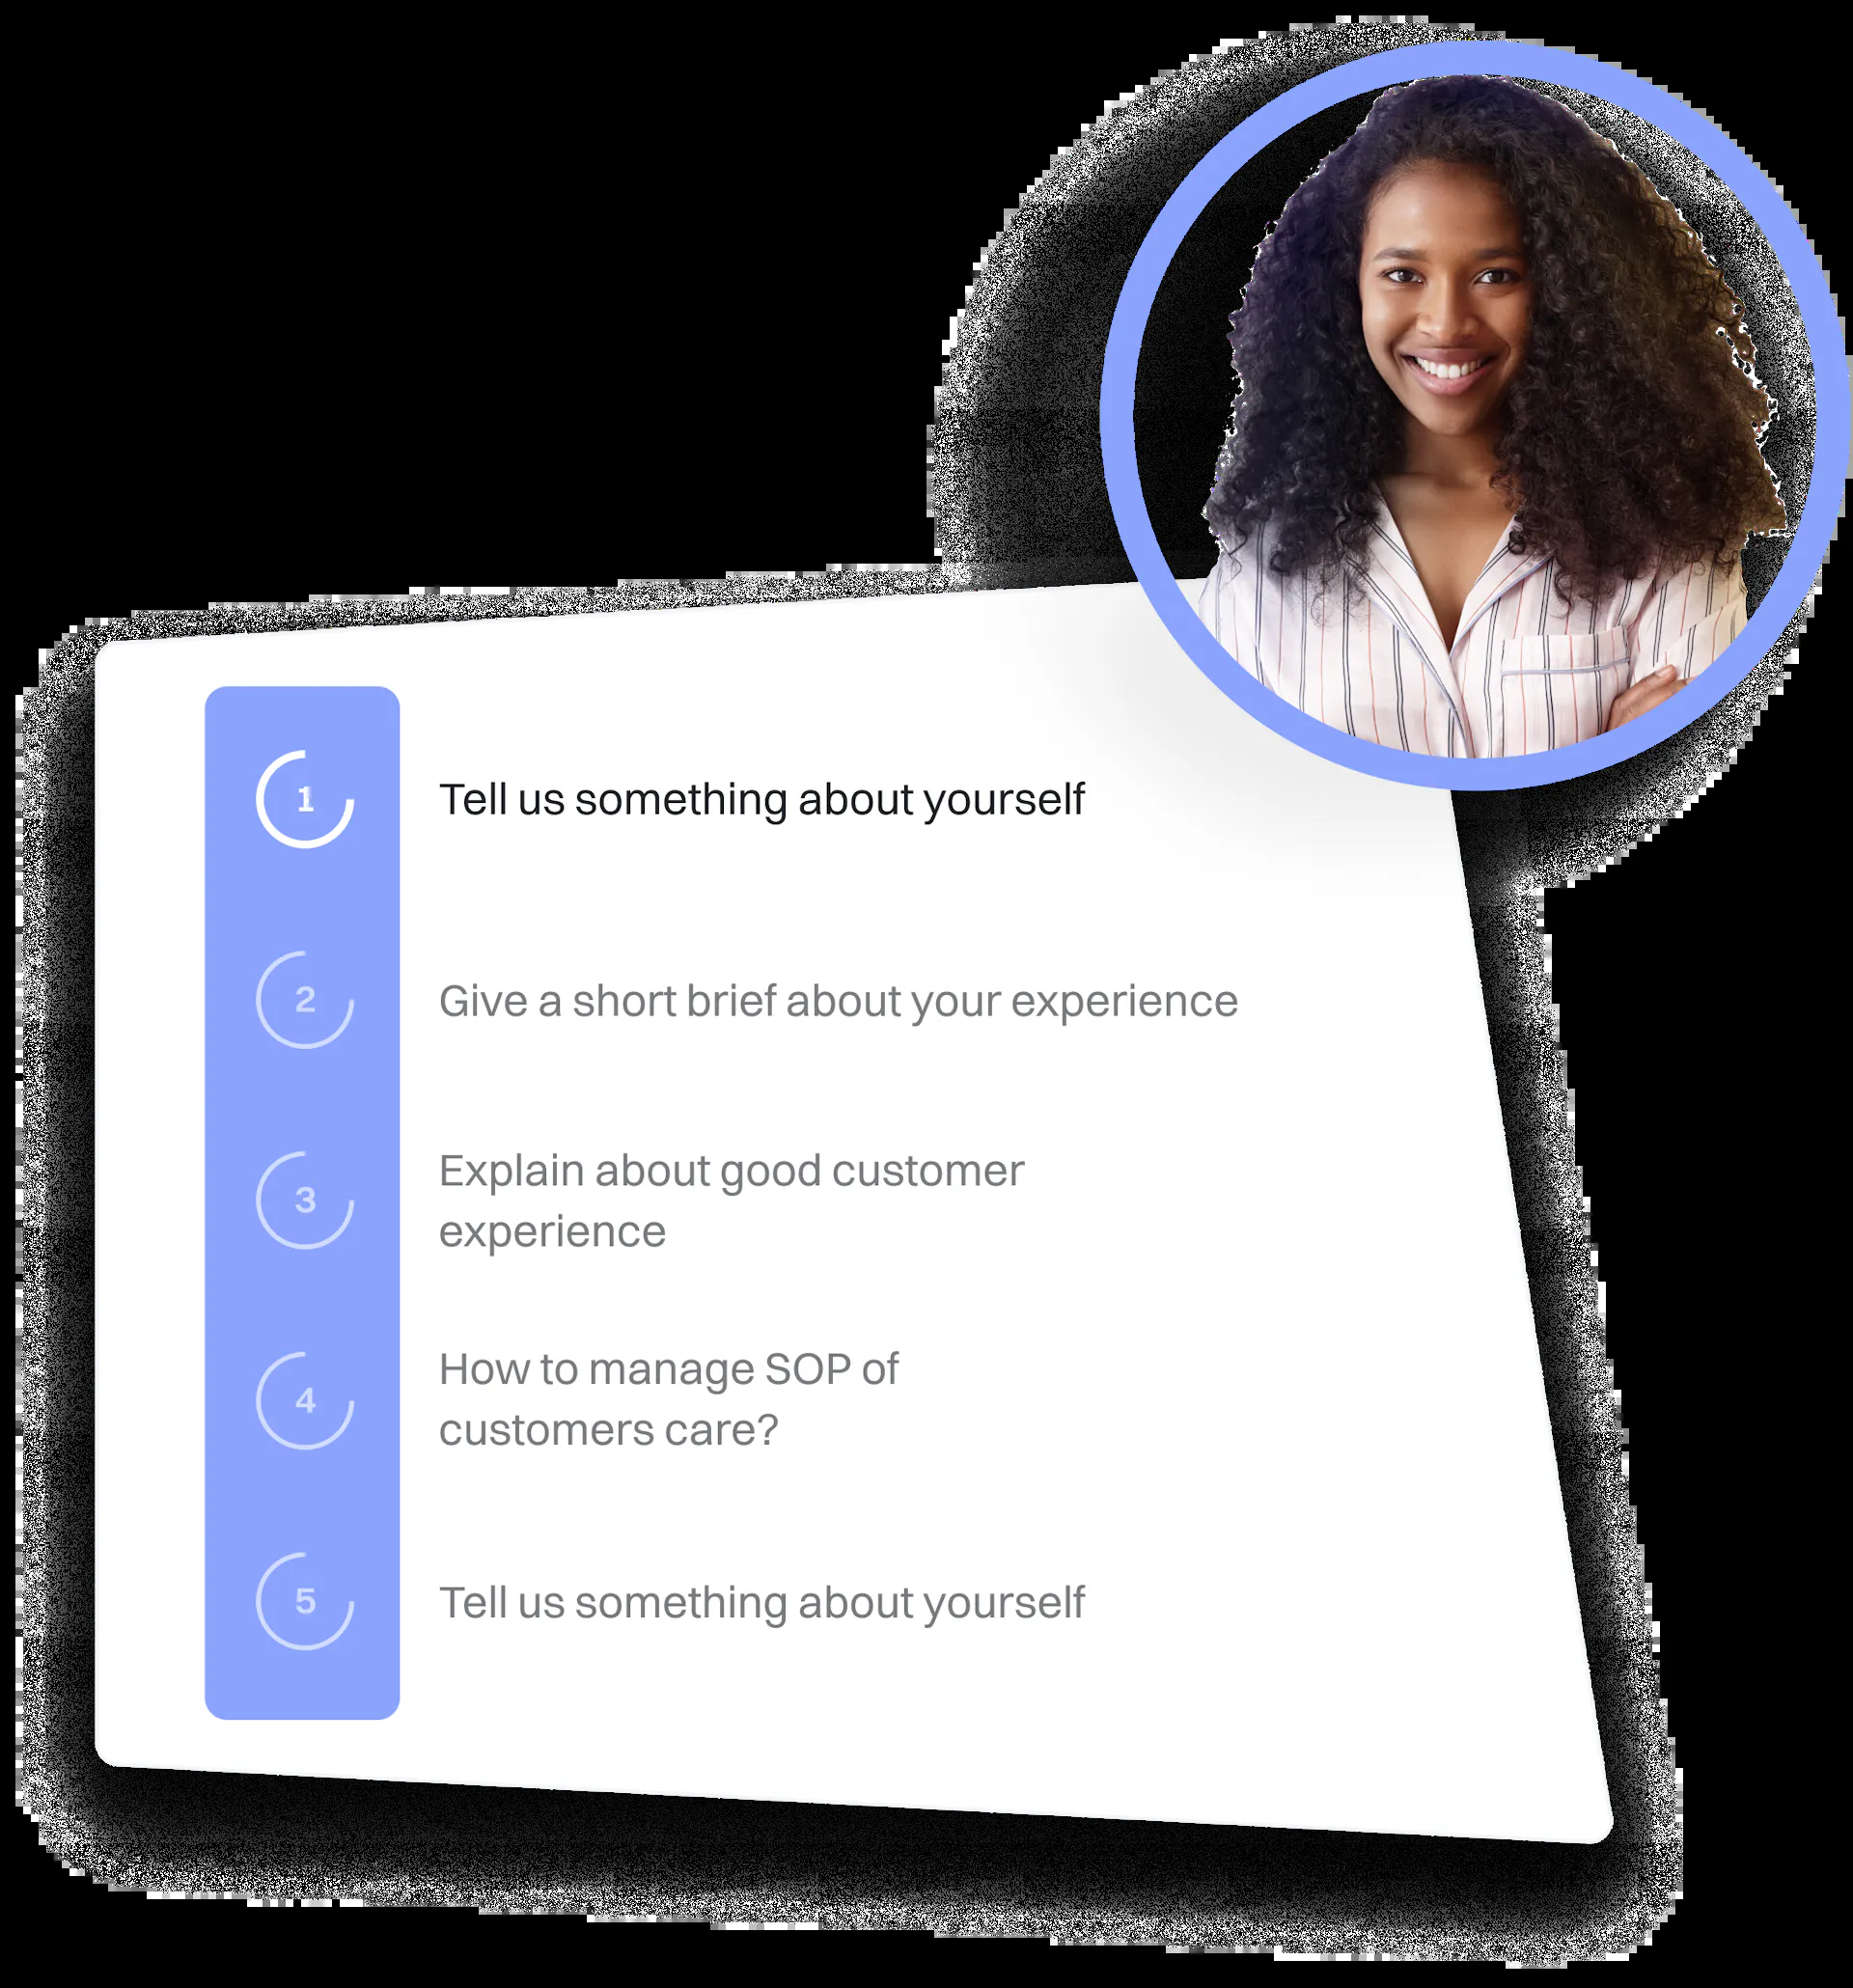 1
Tell us something about yourself
2
Give a short brief about your experience
3
Explain about good customer
experience
4
How to manage SOP of
customers care?
5
Tell us something about yourself